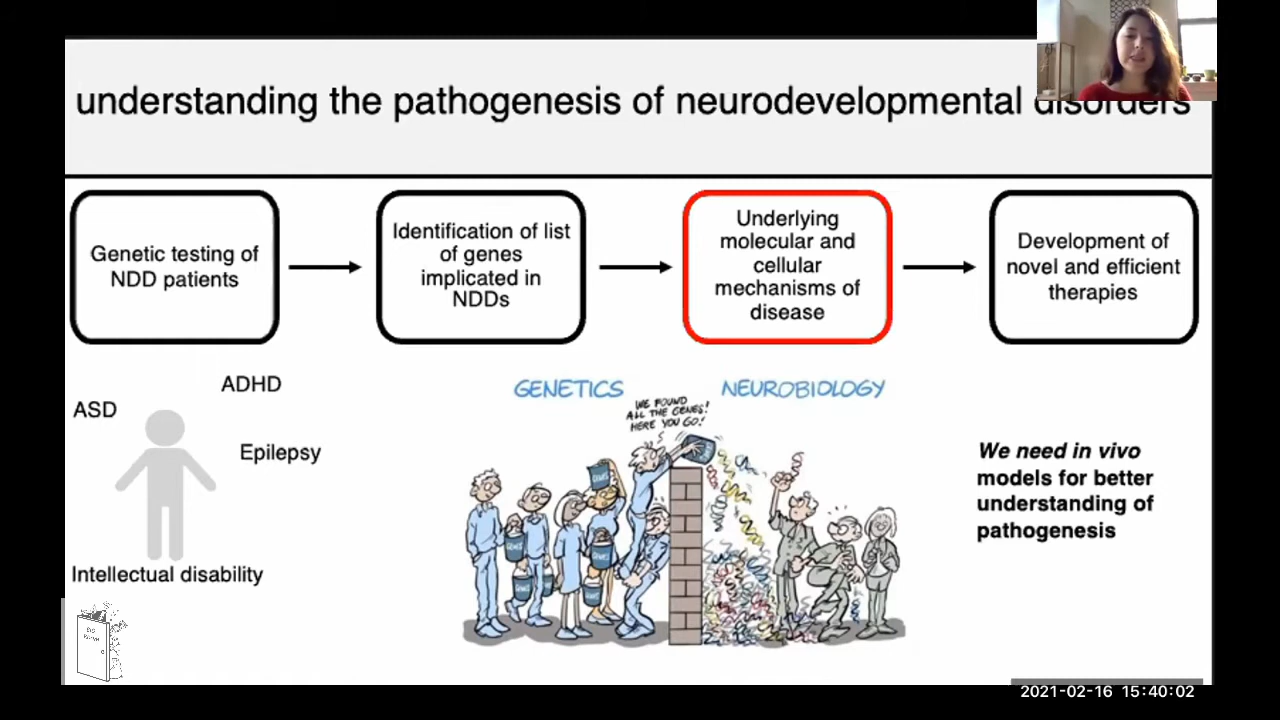 understanding the pathogenesis of neurodevelopmental disorders
Genetic testing of
NDD patients
Identification of list
of genes
implicated in
NDDs
Underlying
molecular and
cellular
mechanisms of
disease
Development of
novel and efficient
therapies
ADHD
ASD
Epilepsy
Intellectual disability
GENETICS
NEUROBIOLOGY
WE FOUND
ALL THE GENES!
HERE YOU GO!
We need in vivo
models for better
understanding of
pathogenesis
2021-02-16 15:40:02